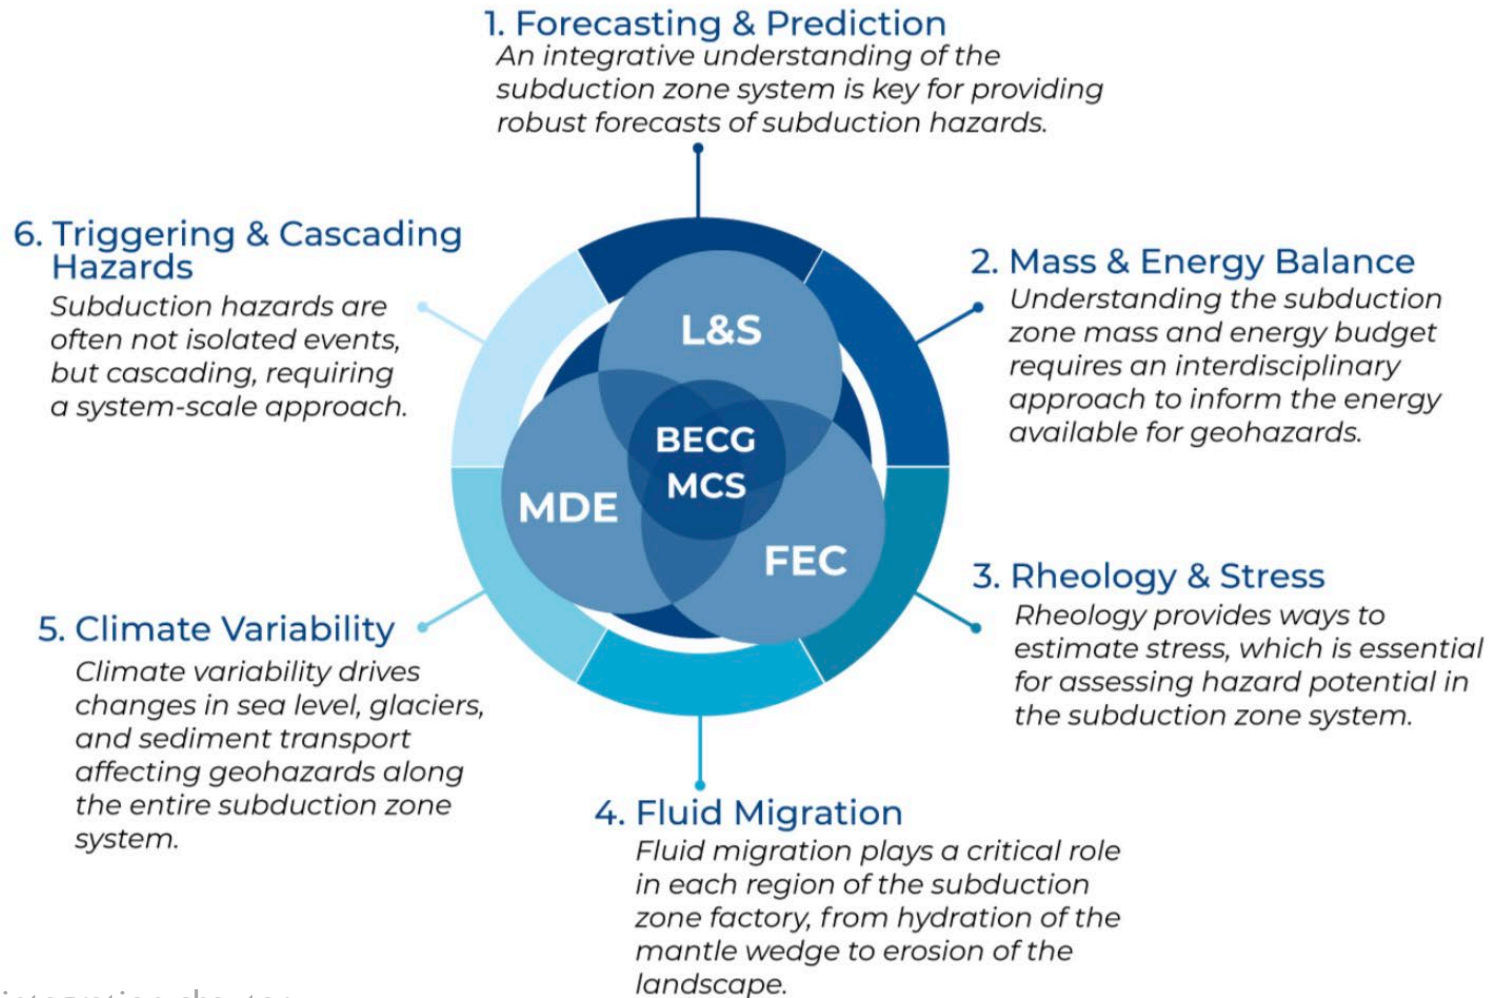 1. Forecasting & Prediction
An integrative understanding of the
subduction zone system is key for providing
robust forecasts of subduction hazards.
6. Triggering & Cascading
Hazards
Subduction hazards are
often not isolated events,
but cascading, requiring
a system-scale approach.
2. Mass & Energy Balance
Understanding the subduction
zone mass and energy budget
requires an interdisciplinary
approach to inform the energy
available for geohazards.
L&S
BECG
MCS
MDE
FEC
3. Rheology & Stress
Rheology provides ways to
estimate stress, which is essential
for assessing hazard potential in
the subduction zone system.
5. Climate Variability
Climate variability drives
changes in sea level, glaciers,
and sediment transport
affecting geohazards along
the entire subduction zone
system.
4. Fluid Migration
Fluid migration plays a critical role
in each region of the subduction
zone factory, from hydration of the
mantle wedge to erosion of the
landscape.